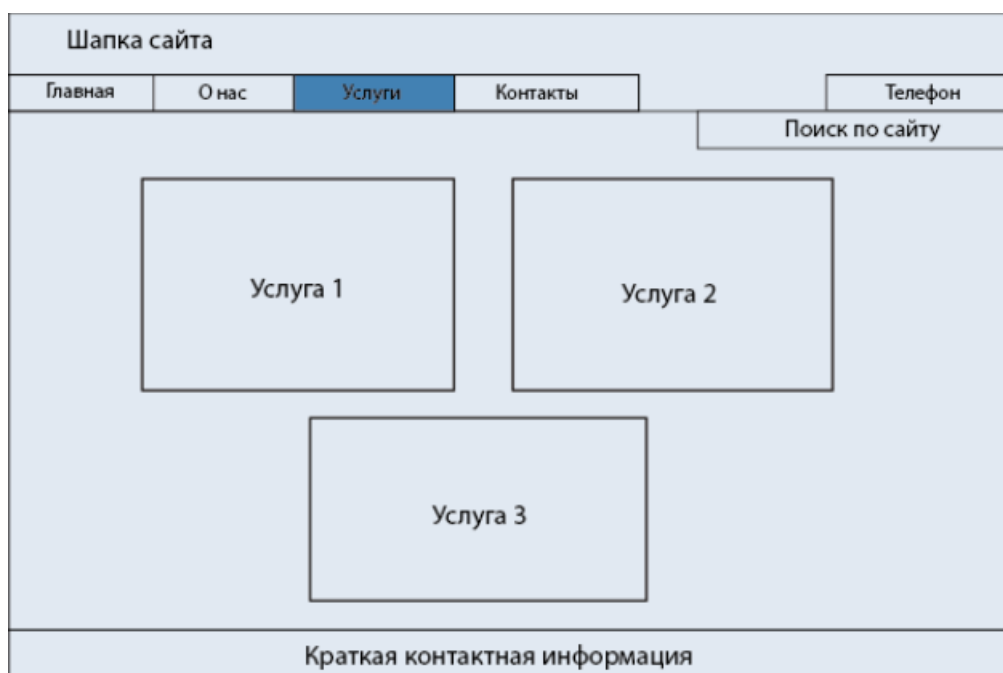 Шапка сайта
Главная
О нас
Услуги
Контакты
Телефон
Поиск по сайту
Услуга 1
Услуга 2
Услуга 3
Краткая контактная информация